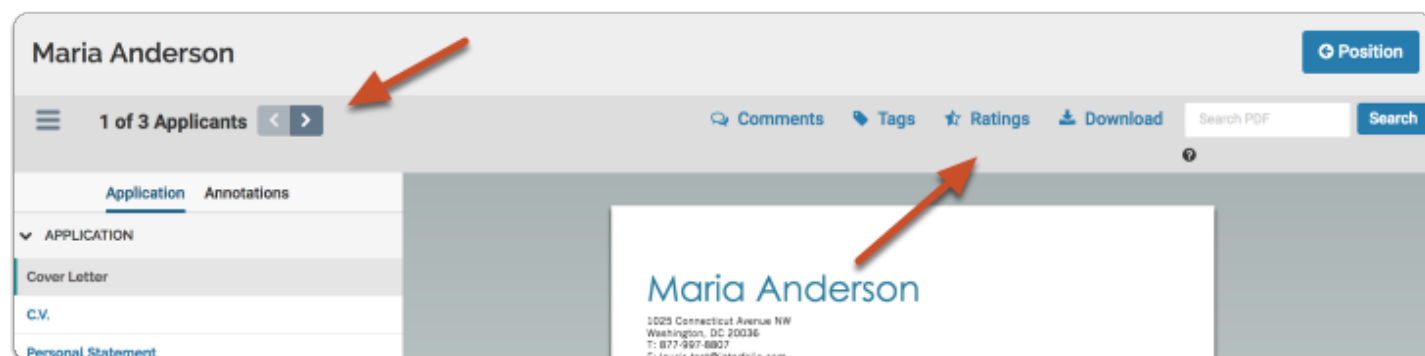 Maria Anderson
Position
1 of 3 Applicants
Comments Tags Ratings Download Search PDF Search
Application Annotations
APPLICATION
Cover Letter
C.V.
Personal Statement
Maria Anderson
1025 Connecticut Avenue NW
Washington, DC 20036
T: 877-997-8807